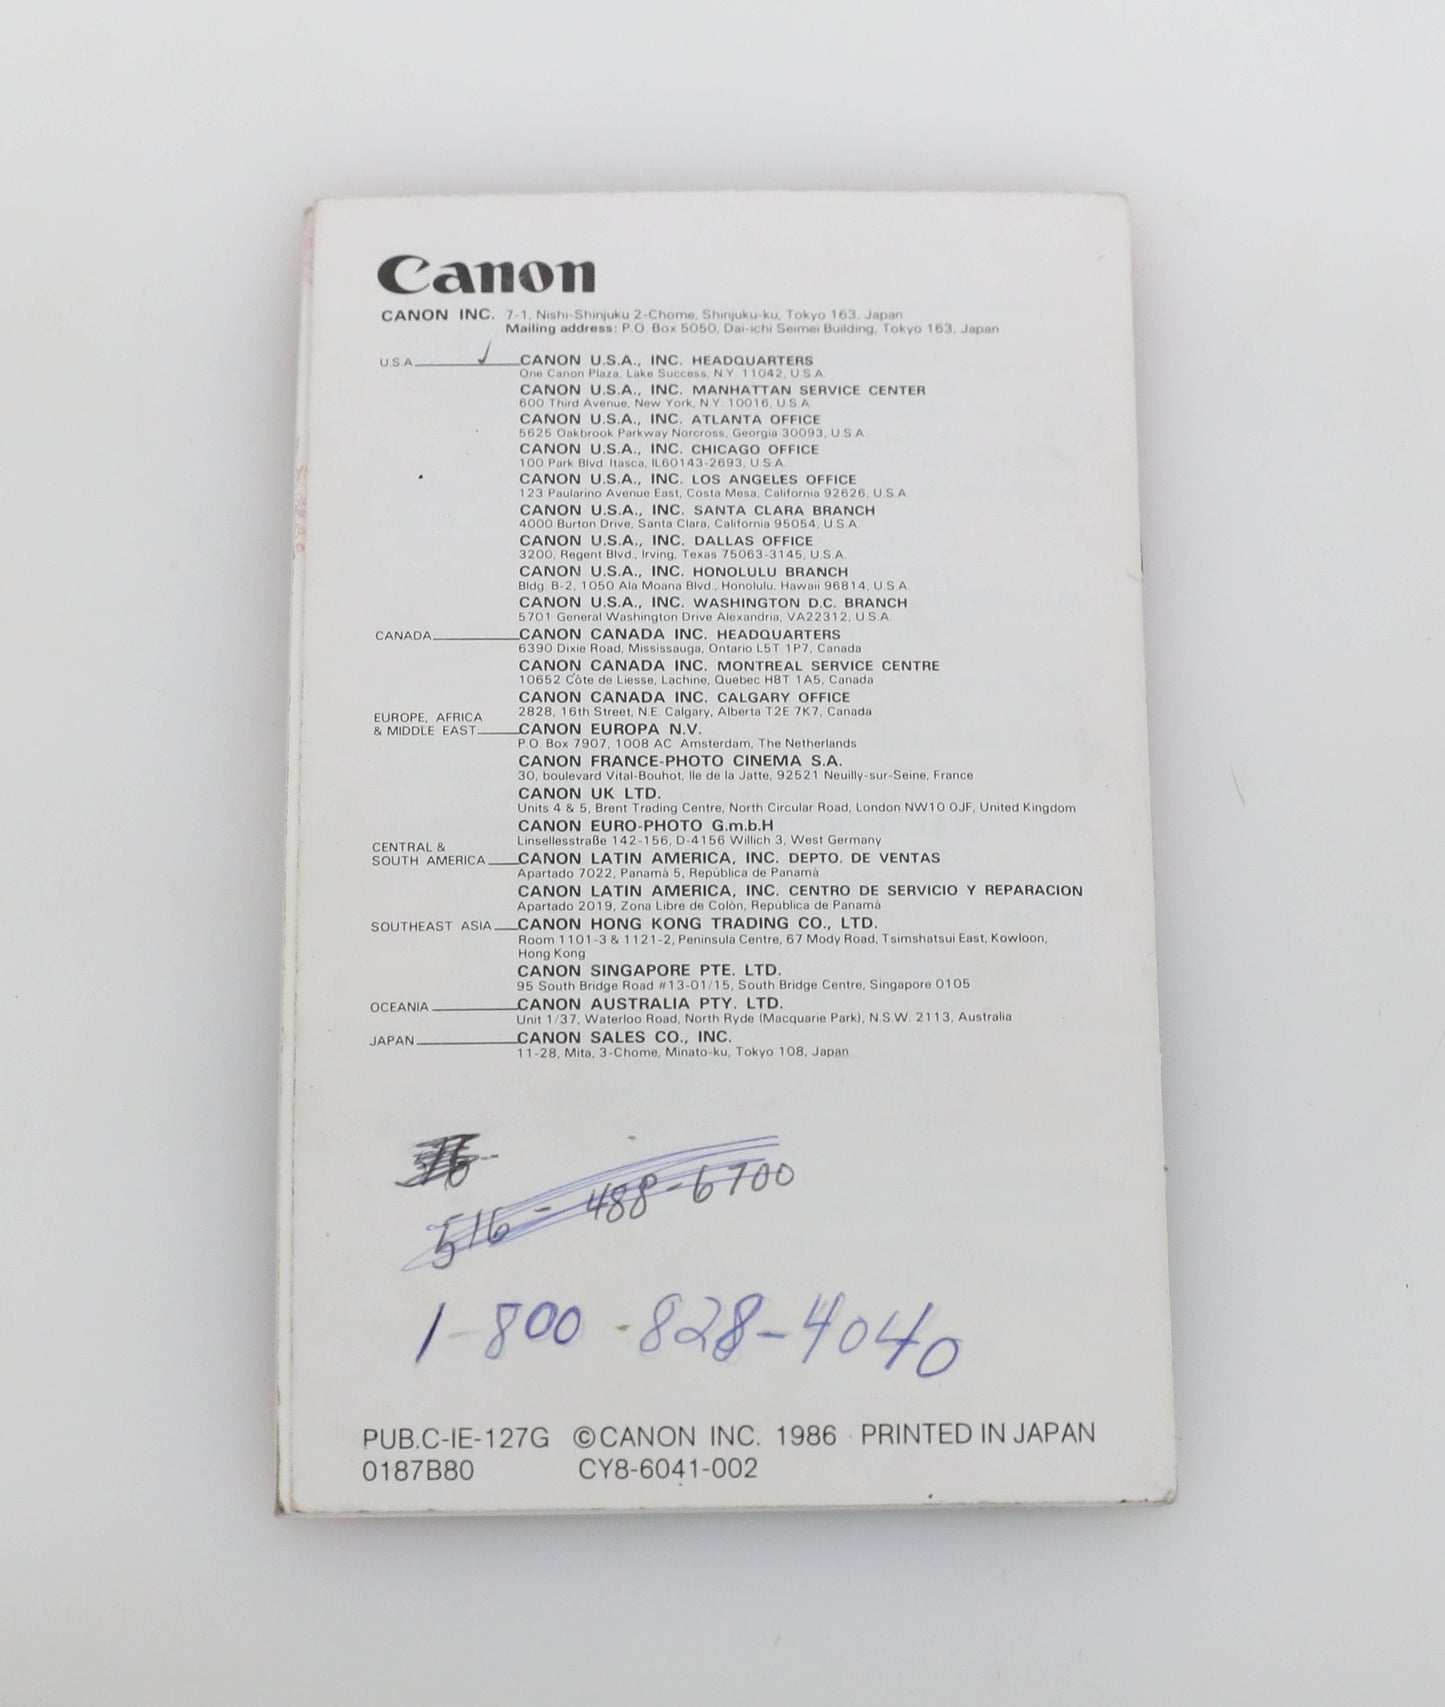 Canon
CANON INC. 7-1, Nishi-Shinjuku 2-Chome, Shinjuku-ku, Tokyo 163, Japan
Mailing address: P.O. Box 5050, Dai-ichi Seimei Building, Tokyo 163, Japan
U.S.A. CANON U.S.A., INC. HEADQUARTERS
One Canon Plaza, Lake Success, N.Y. 11042, U.S.A.
CANON U.S.A., INC. MANHATTAN SERVICE CENTER
600 Third Avenue, New York, N.Y. 10016, U.S.A.
CANON U.S.A., INC. ATLANTA OFFICE
5625 Oakbrook Parkway Norcross, Georgia 30093, U.S.A.
CANON U.S.A., INC. CHICAGO OFFICE
100 Park Blvd. Itasca, IL60143-2693, U.S.A.
CANON U.S.A., INC. LOS ANGELES OFFICE
123 Paularino Avenue East, Costa Mesa, California 92626, U.S.A.
CANON U.S.A., INC. SANTA CLARA BRANCH
4000 Burton Drive, Santa Clara, California 95054, U.S.A.
CANON U.S.A., INC. DALLAS OFFICE
3200, Regent Blvd., Irving, Texas 75063-3145, U.S.A.
CANON U.S.A., INC. HONOLULU BRANCH
Bldg. B-2, 1050 Ala Moana Blvd., Honolulu, Hawaii 96814, U.S.A.
CANON U.S.A., INC. WASHINGTON D.C. BRANCH
5701 General Washington Drive Alexandria, VA22312, U.S.A.
CANADA CANON CANADA INC. HEADQUARTERS
6390 Dixie Road, Mississauga, Ontario L5T 1P7, Canada
CANON CANADA INC. MONTREAL SERVICE CENTRE
10652 Côte de Liesse, Lachine, Quebec H8T 1A5, Canada
CANON CANADA INC. CALGARY OFFICE
2828, 16th Street, N.E. Calgary, Alberta T2E 7K7, Canada
EUROPE, AFRICA
& MIDDLE EAST CANON EUROPA N.V.
P.O. Box 7907, 1008 AC Amsterdam, The Netherlands
CANON FRANCE-PHOTO CINEMA S.A.
30, boulevard Vital-Bouhot, Ile de la Jatte, 92521 Neuilly-sur-Seine, France
CANON UK LTD.
Units 4 & 5, Brent Trading Centre, North Circular Road, London NW10 0JF, United Kingdom
CANON EURO-PHOTO G.m.b.H
Linsellesstraße 142-156, D-4156 Willich 3, West Germany
CENTRAL &
SOUTH AMERICA CANON LATIN AMERICA, INC. DEPTO. DE VENTAS
Apartado 7022, Panamá 5, República de Panamá
CANON LATIN AMERICA, INC. CENTRO DE SERVICIO Y REPARACION
Apartado 2019, Zona Libre de Colón, República de Panamá
SOUTHEAST ASIA CANON HONG KONG TRADING CO., LTD.
Room 1101-3 & 1121-2, Peninsula Centre, 67 Mody Road, Tsimshatsui East, Kowloon,
Hong Kong
CANON SINGAPORE PTE. LTD.
95 South Bridge Road #13-01/15, South Bridge Centre, Singapore 0105
OCEANIA CANON AUSTRALIA PTY. LTD.
Unit 1/37, Waterloo Road, North Ryde (Macquarie Park), N.S.W. 2113, Australia
JAPAN CANON SALES CO., INC.
11-28, Mita, 3-Chome, Minato-ku, Tokyo 108, Japan
516-488-6700
1-800-828-4040
PUB.C-IE-127G ©CANON INC. 1986 PRINTED IN JAPAN
0187B80 CY8-6041-002